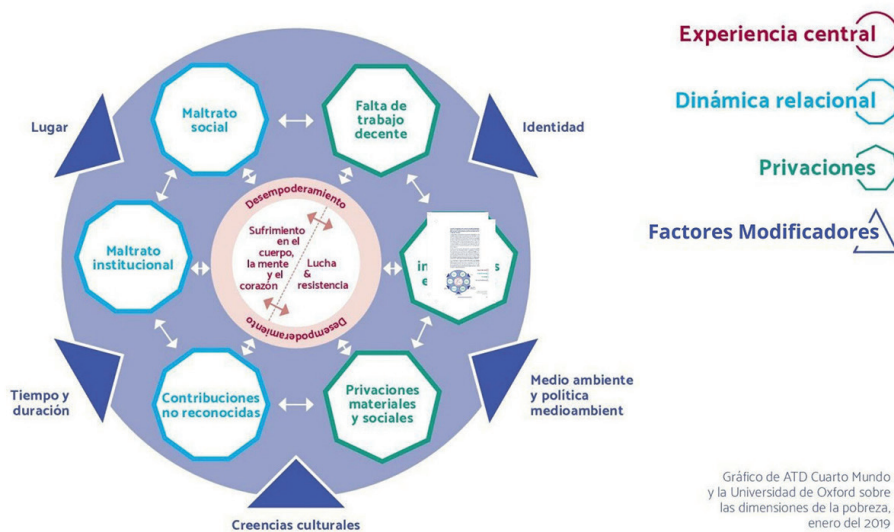 Experiencia central
Dinámica relacional
Privaciones
Factores Modificadores
Lugar
Maltrato
social
Falta de
trabajo
decente
Identidad
Desempoderamiento
Sufrimiento
en el
cuerpo,
la mente
y el
corazón
Lucha
&
resistencia
Desempoderamiento
Maltrato
institucional
Tiempo y
duración
Contribuciones
no reconocidas
Privaciones
materiales
y sociales
Medio ambiente
y política
medioambient
Creencias culturales
Gráfico de ATD Cuarto Mundo
y la Universidad de Oxford sobre
las dimensiones de la pobreza,
enero del 2019